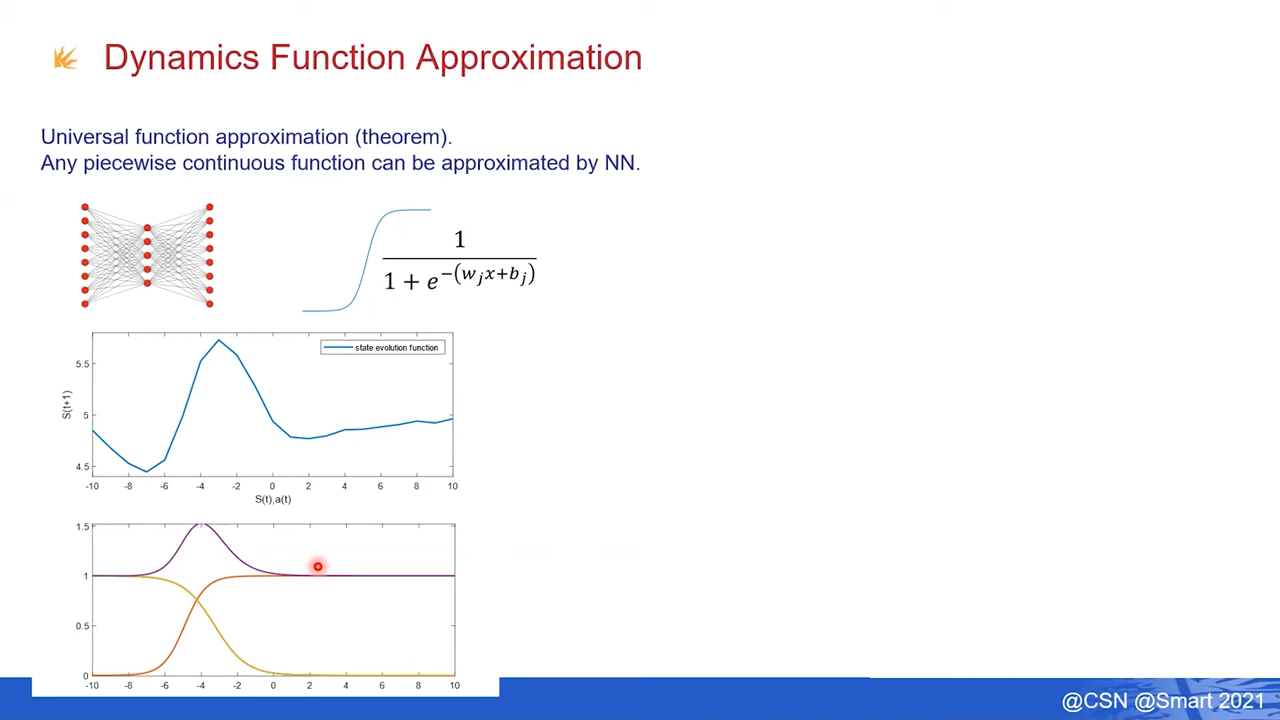 Dynamics Function Approximation
Universal function approximation (theorem).
Any piecewise continuous function can be approximated by NN.
1
1 + e^{-(w_j x+b_j)}
state evolution function
5.5
5
4.5
S(t+1)
-10 -8 -6 -4 -2 0 2 4 6 8 10
S(t),a(t)
1.5
1
0.5
0
-10 -8 -6 -4 -2 0 2 4 6 8 10
@CSN @Smart 2021